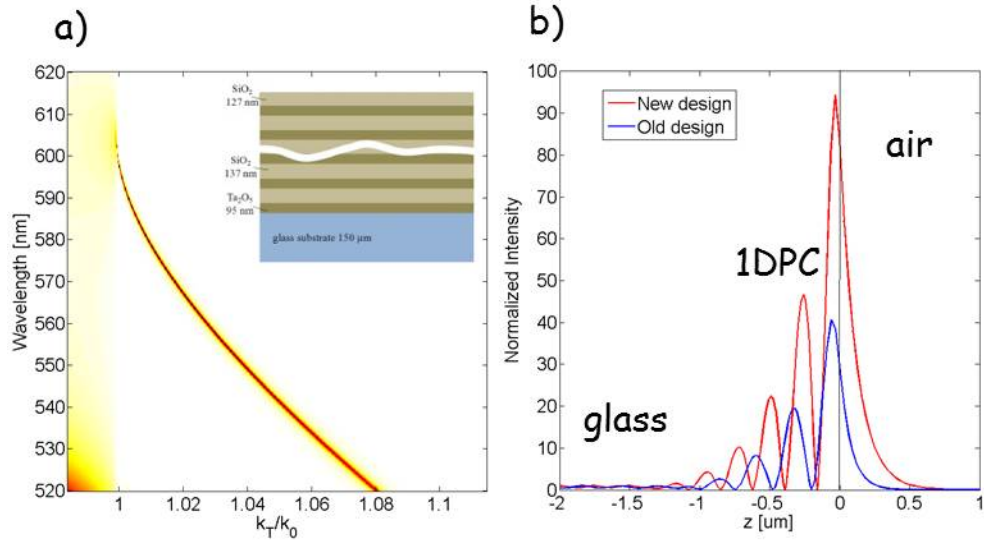 a)
620
610
600
590
580
570
560
550
540
530
520
Wavelength [nm]
1
1.02
1.04
1.06
1.08
1.1
k_T/k_0
SiO₂
127 nm
SiO₂
137 nm
Ta₂O₅
95 nm
glass substrate 150 µm
b)
100
90
80
70
60
50
40
30
20
10
0
Normalized Intensity
New design
Old design
air
1DPC
glass
-2
-1.5
-1
-0.5
0
0.5
1
z [um]